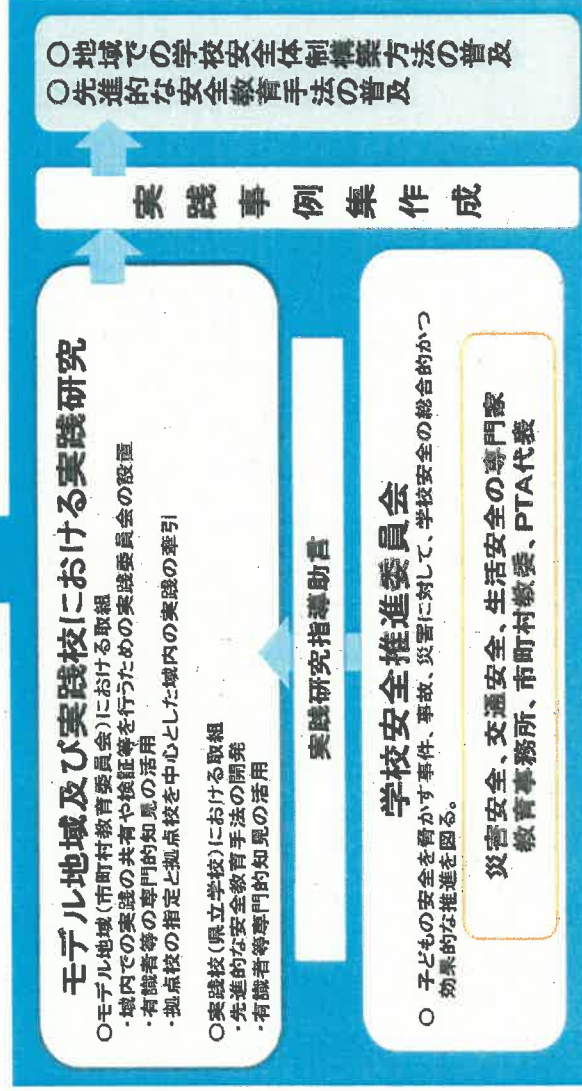 モデル地域及び実践校における実践研究
○モデル地域(市町村教育委員会)における取組
・域内での実践の共有や検証等を行うための実践委員会の設置
・有識者等の専門的知見の活用
・拠点校の指定と拠点校を中心とした域内の実践の牽引
○実践校(県立学校)における取組
・先進的な安全教育手法の開発
・有識者等専門的知見の活用
実践研究指導助言
学校安全推進委員会
○ 子どもの安全を脅かす事件、事故、災害に対して、学校安全の総合的かつ
効果的な推進を図る。
災害安全、交通安全、生活安全の専門家
教育事務所、市町村教委、PTA代表
実践事例集作成
○地域での学校安全体制構築方法の普及
○先進的な安全教育手法の普及